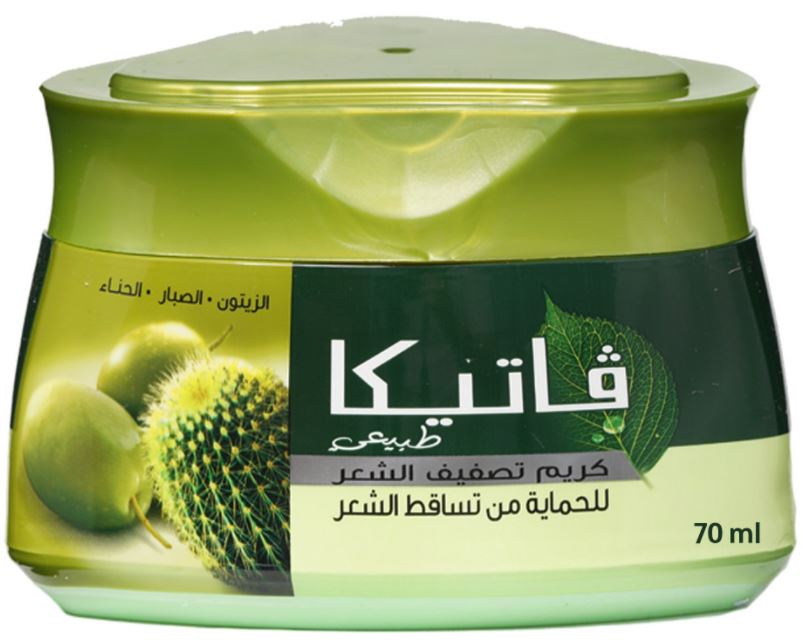 الزيتون • الصبار • الحناء
ڤاتيكا
طبيعي
كريم تصفيف الشعر
للحماية من تساقط الشعر
70 ml